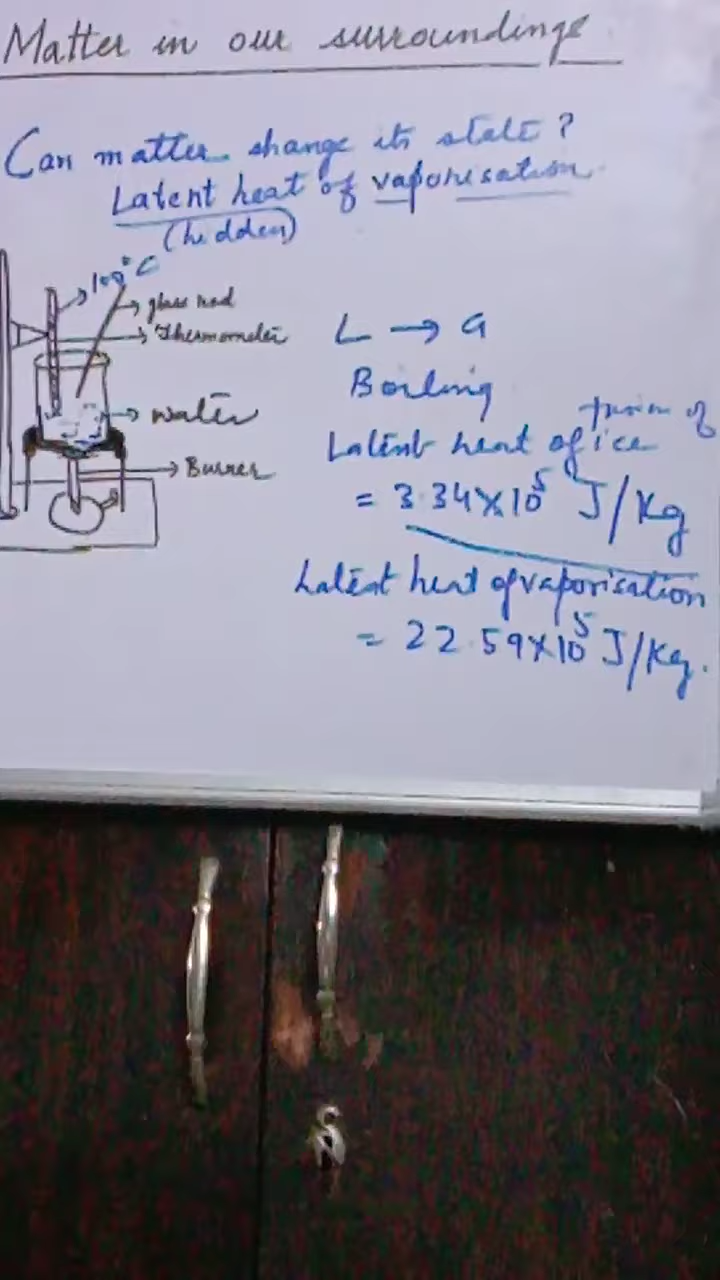 Matter in our surroundings
Can matter change its state?
Latent heat of vaporisation
(hidden)
100°C
glass rod
Thermometer
water
Burner
L → G
Boiling
fusion of
Latent heat of ice
= 3.34×10⁵ J/Kg
Latent heat of vaporisation
= 22.59×10⁵ J/Kg.